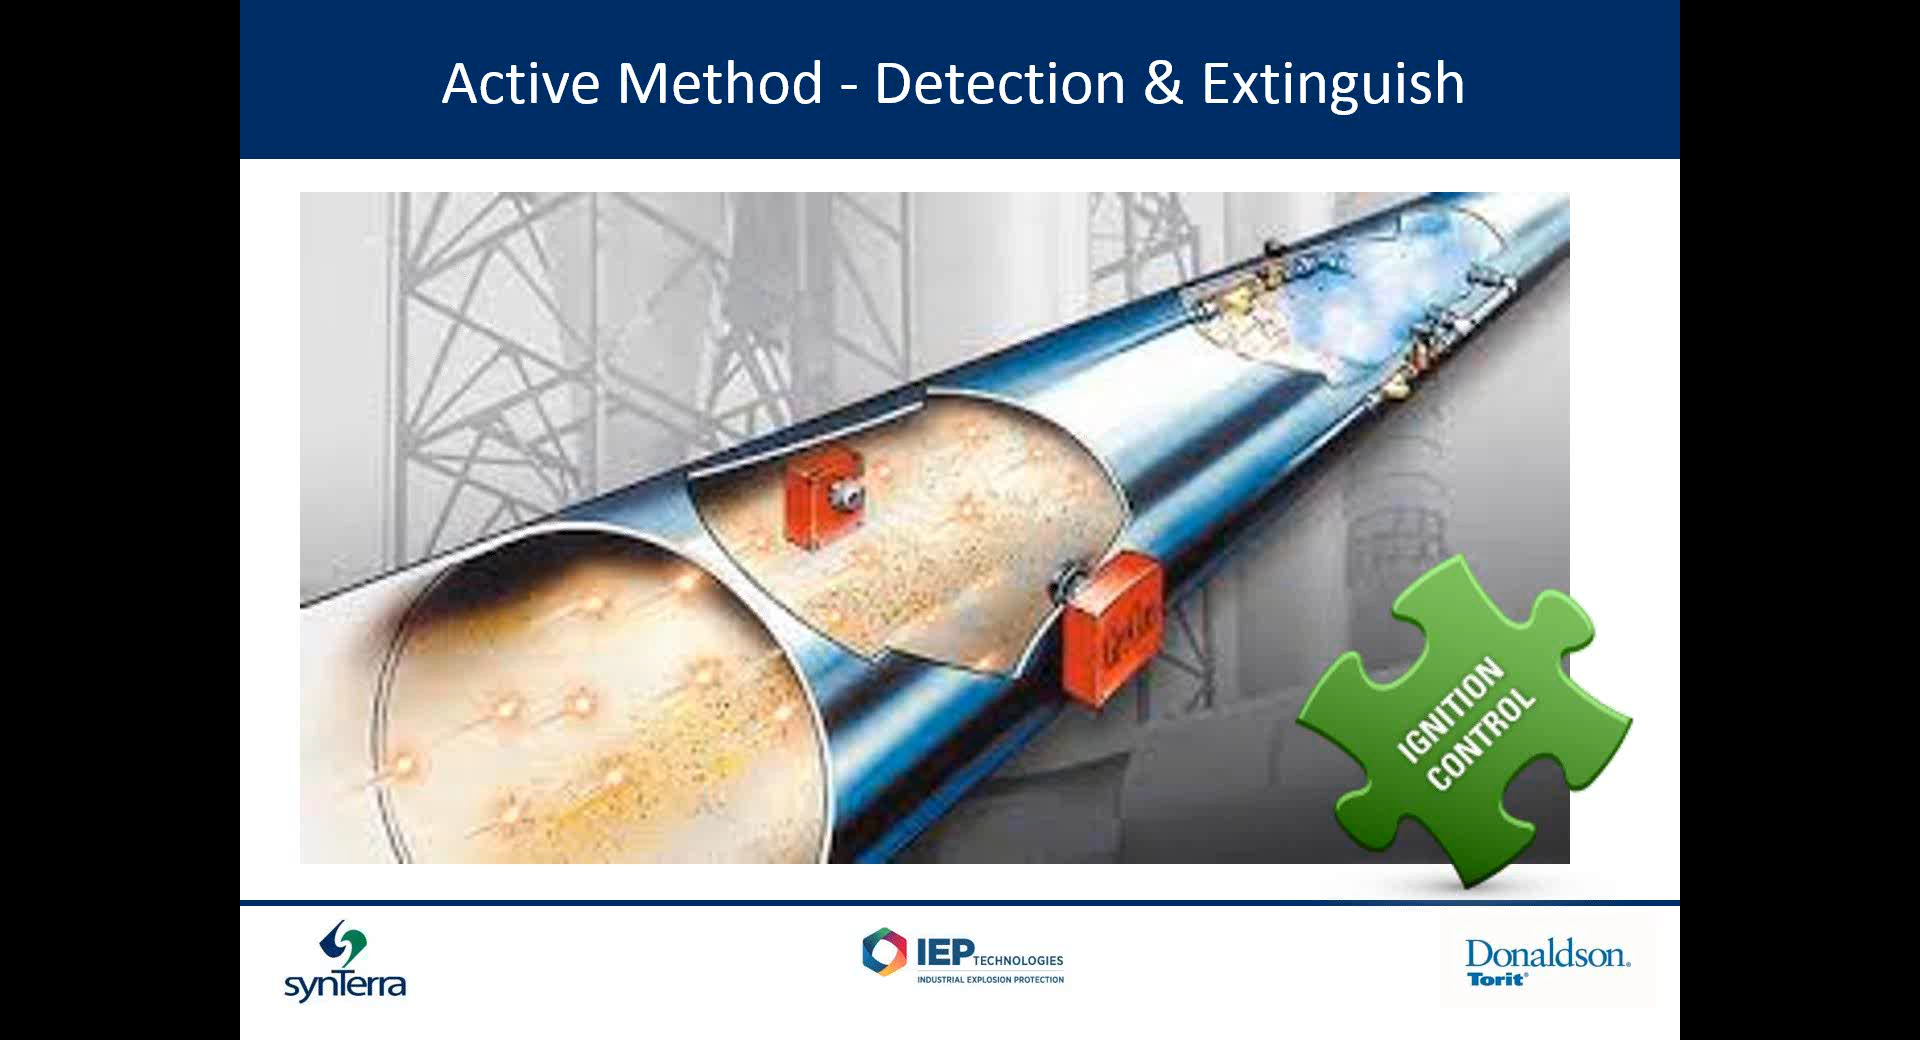 Active Method - Detection & Extinguish
IGNITION
CONTROL
synTerra
IEP TECHNOLOGIES
INDUSTRIAL EXPLOSION PROTECTION
Donaldson.
Torit®